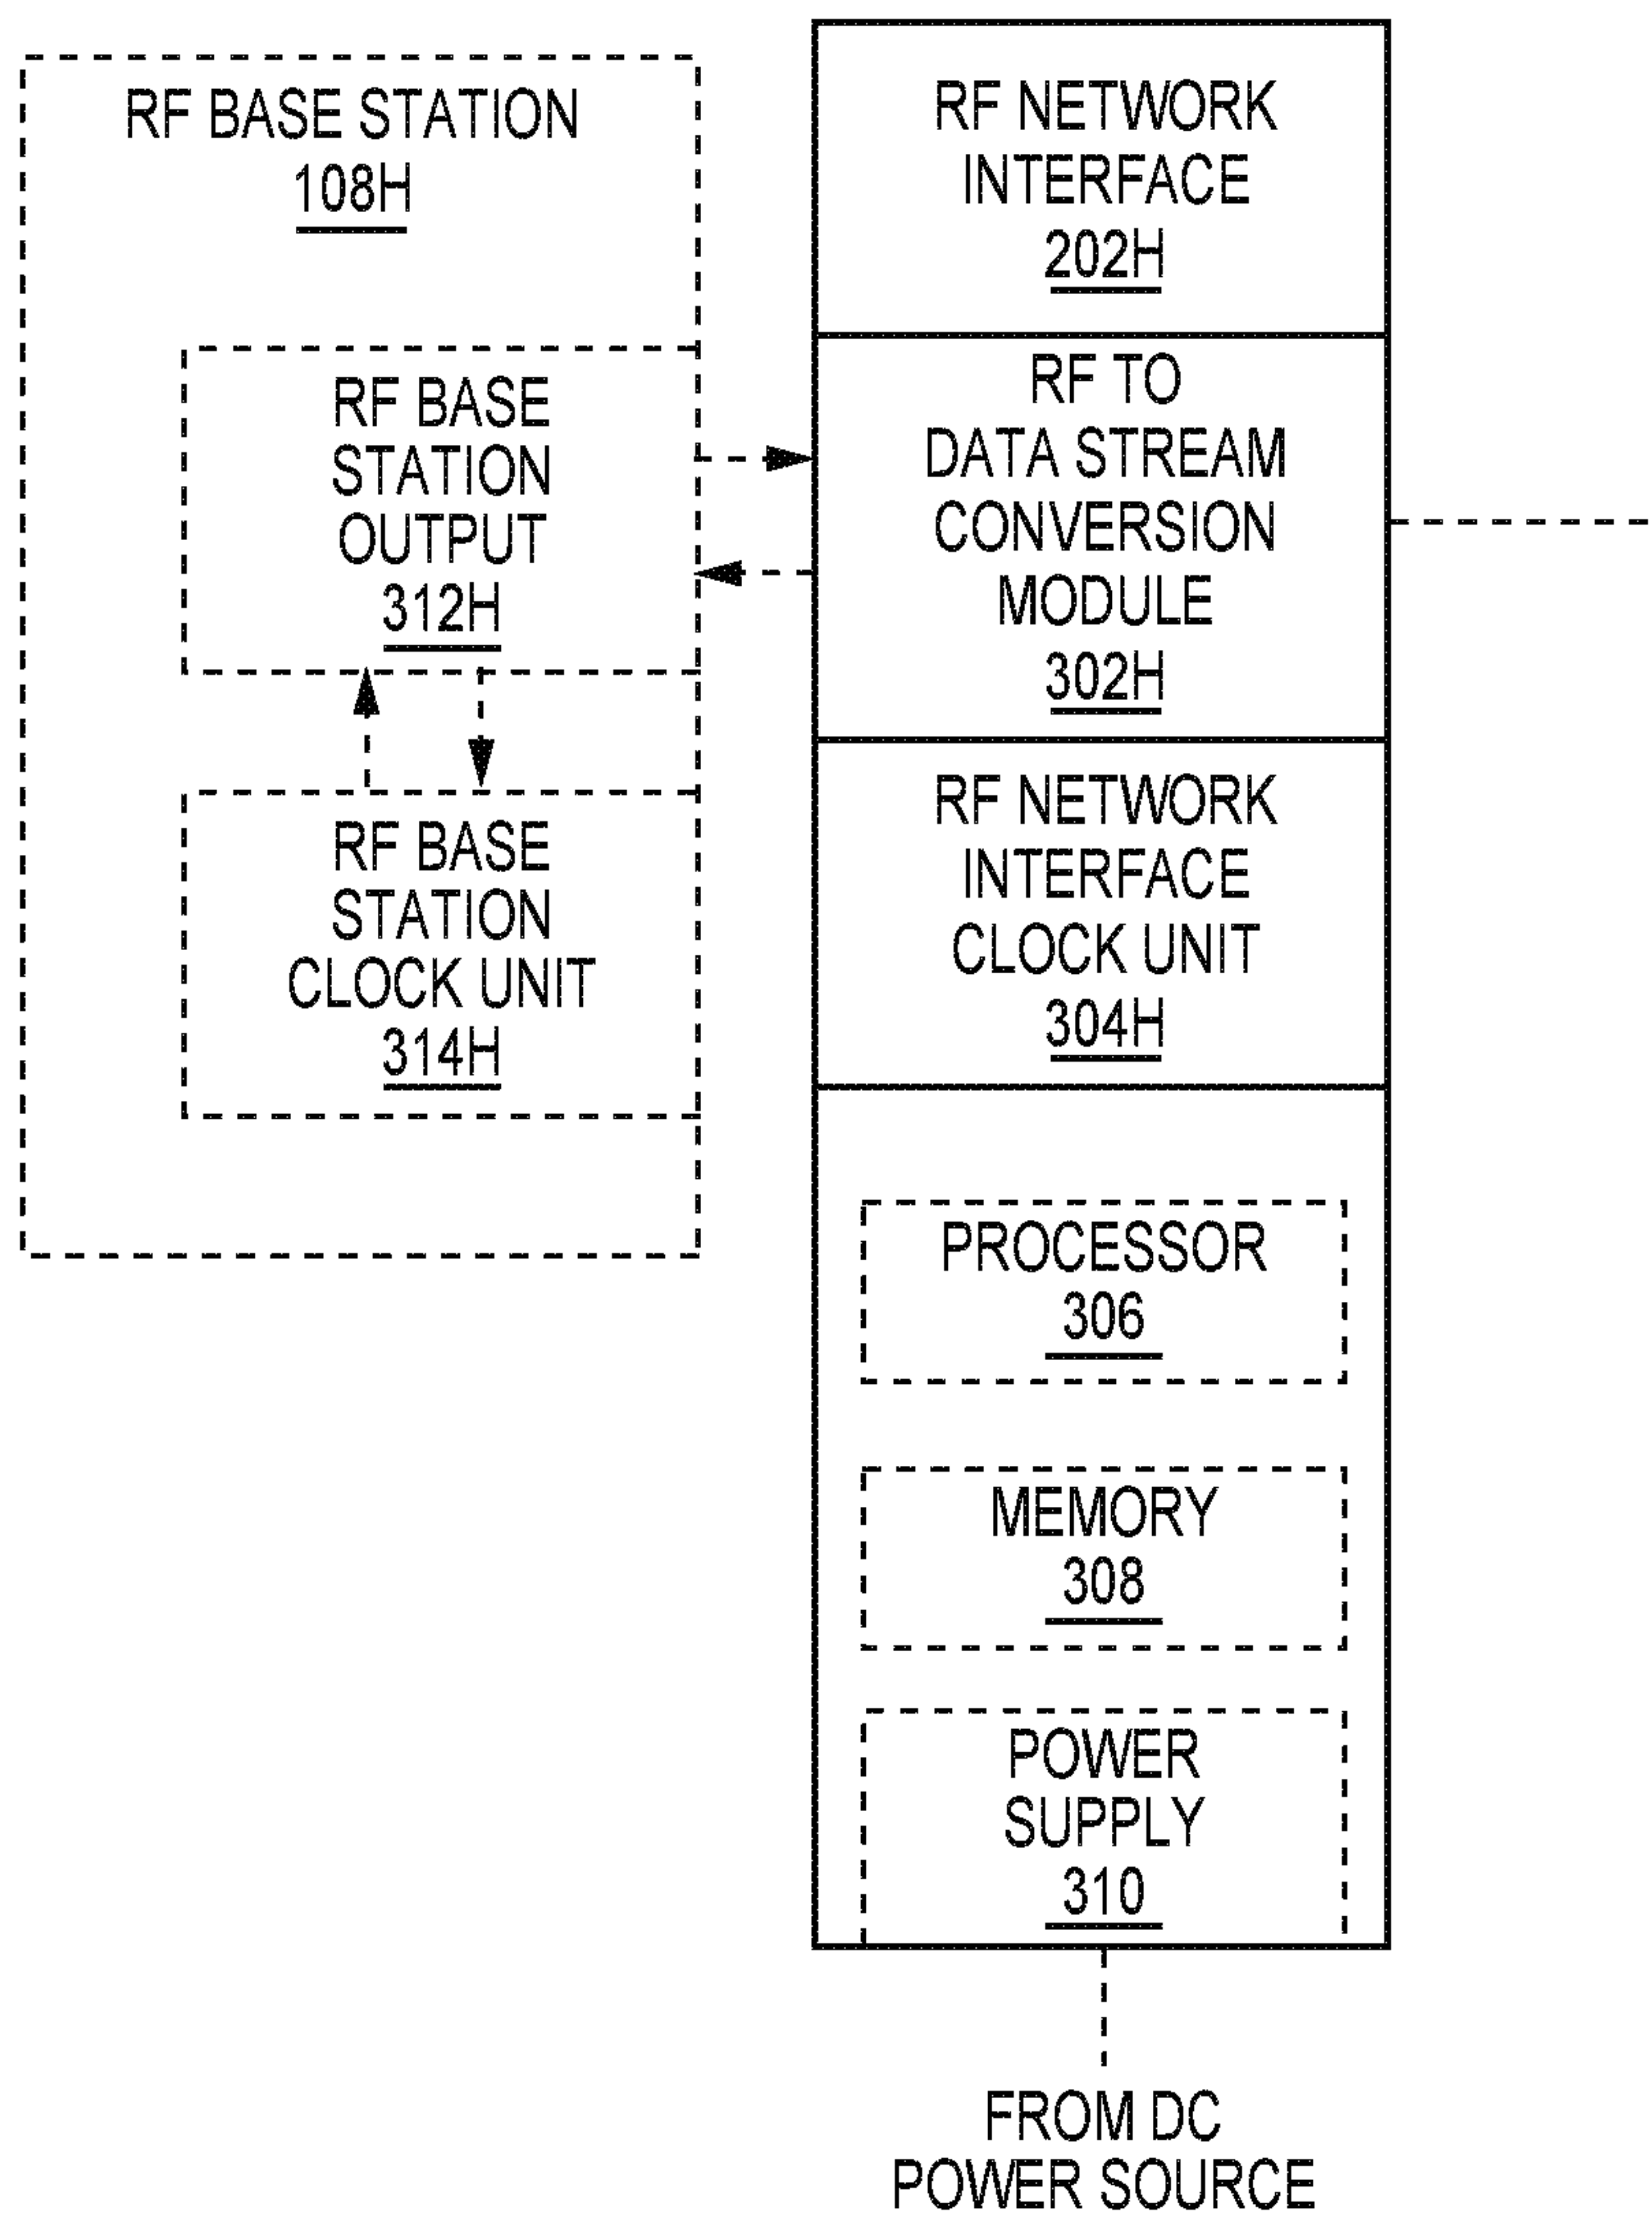 RF BASE STATION
108H
RF BASE
STATION
OUTPUT
312H
RF BASE
STATION
CLOCK UNIT
314H
RF NETWORK
INTERFACE
202H
RF TO
DATA STREAM
CONVERSION
MODULE
302H
RF NETWORK
INTERFACE
CLOCK UNIT
304H
PROCESSOR
306
MEMORY
308
POWER
SUPPLY
310
FROM DC
POWER SOURCE